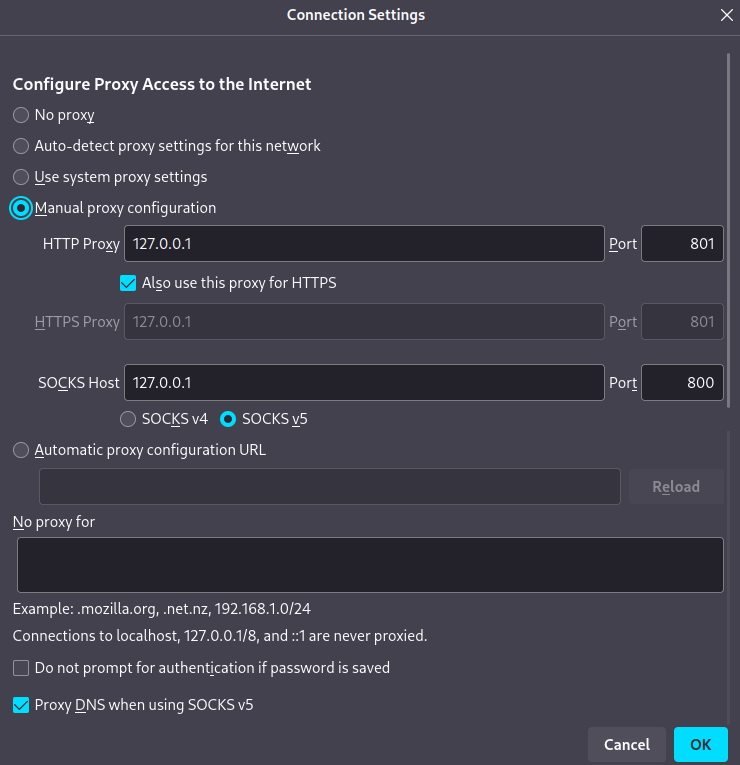 Connection Settings
Configure Proxy Access to the Internet
No proxy
Auto-detect proxy settings for this network
Use system proxy settings
Manual proxy configuration
HTTP Proxy 127.0.0.1 Port 801
Also use this proxy for HTTPS
HTTPS Proxy 127.0.0.1 Port 801
SOCKS Host 127.0.0.1 Port 800
SOCKS v4 SOCKS v5
Automatic proxy configuration URL
Reload
No proxy for
Example: .mozilla.org, .net.nz, 192.168.1.0/24
Connections to localhost, 127.0.0.1/8, and ::1 are never proxied.
Do not prompt for authentication if password is saved
Proxy DNS when using SOCKS v5
Cancel OK